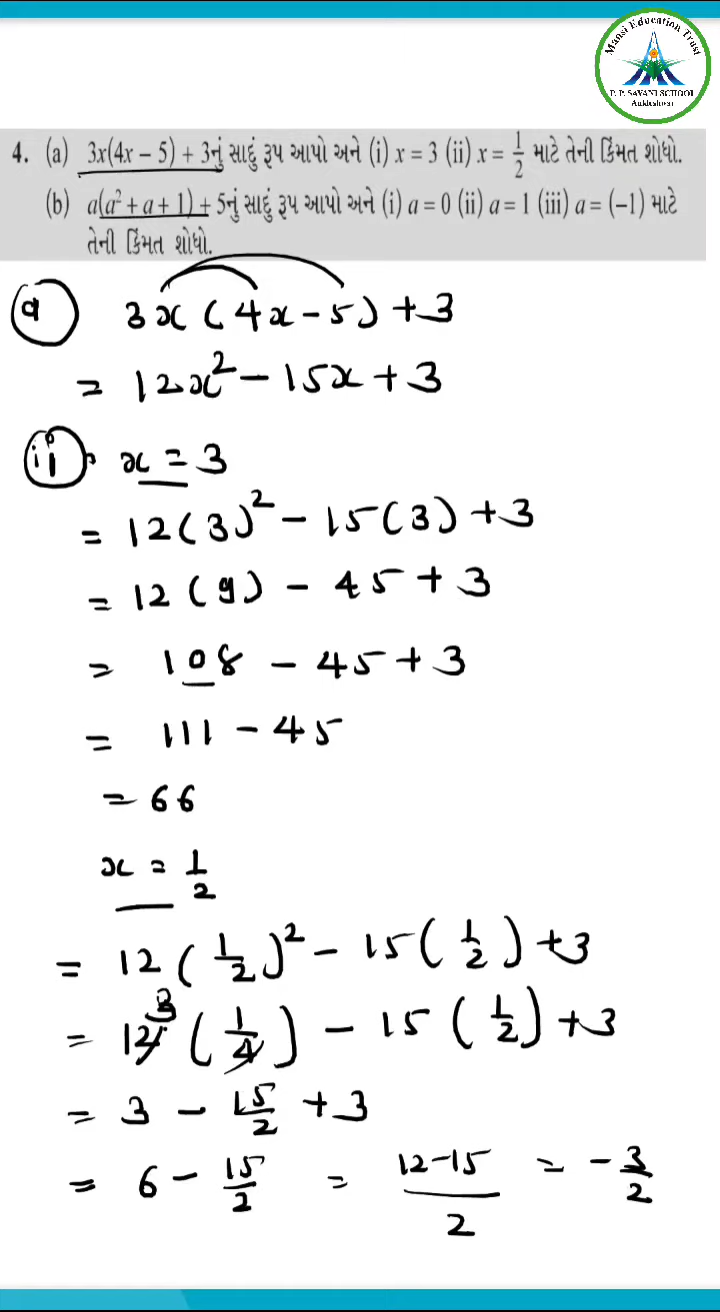 Mansi Education Trust
P. P. SAVANI SCHOOL
Ankleshwar
4. (a) 3x(4x – 5) + 3નું સાદું રૂપ આપો અને (i) x = 3 (ii) x = 1/2 માટે તેની કિંમત શોધો.
(b) a(a² + a + 1) + 5નું સાદું રૂપ આપો અને (i) a = 0 (ii) a = 1 (iii) a = (–1) માટે
તેની કિંમત શોધો.
a 3x(4x – 5) + 3
= 12x² – 15x + 3
x = 3
= 12(3)² – 15(3) + 3
= 12(9) – 45 + 3
= 108 – 45 + 3
= 111 – 45
= 66
x = 1/2
= 12(1/2)² – 15(1/2) + 3
= 12 3 (1/4) – 15(1/2) + 3
= 3 – 15/2 + 3
= 6 – 15/2 = 12–15/2 = –3/2